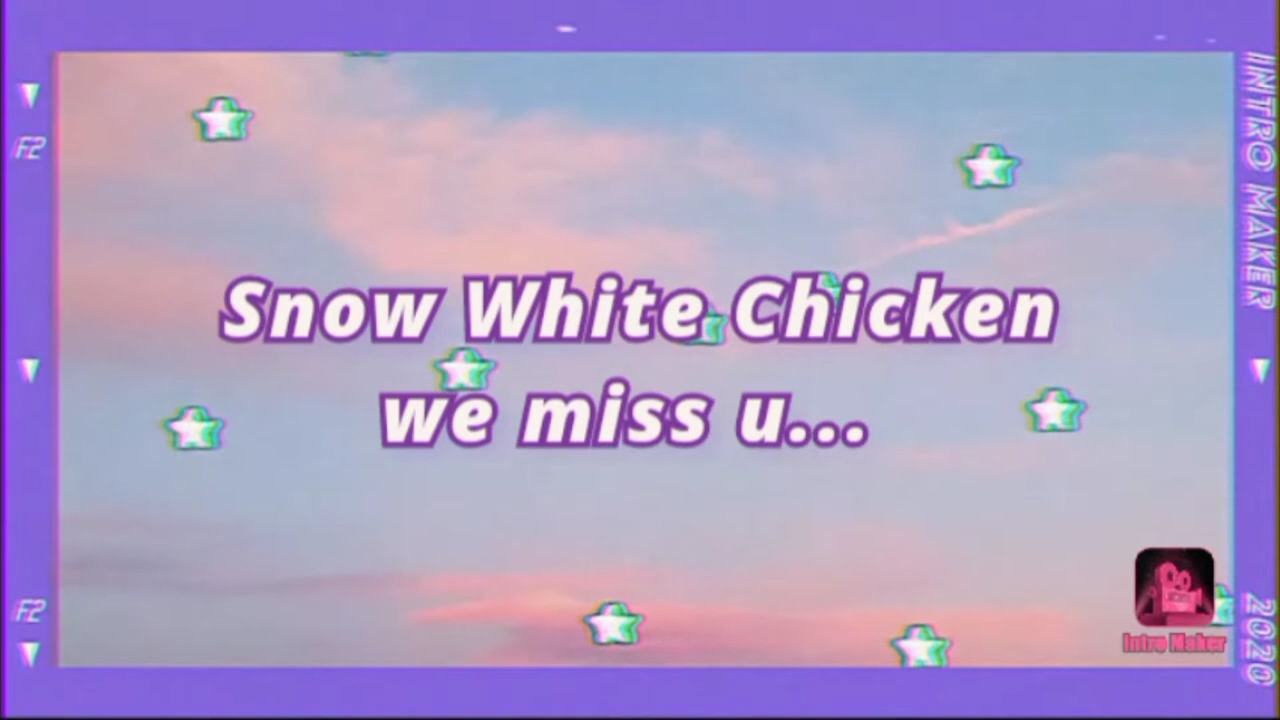 F2
INTRO MAKER
Snow White Chicken
we miss u...
F2
Intro Maker
2020